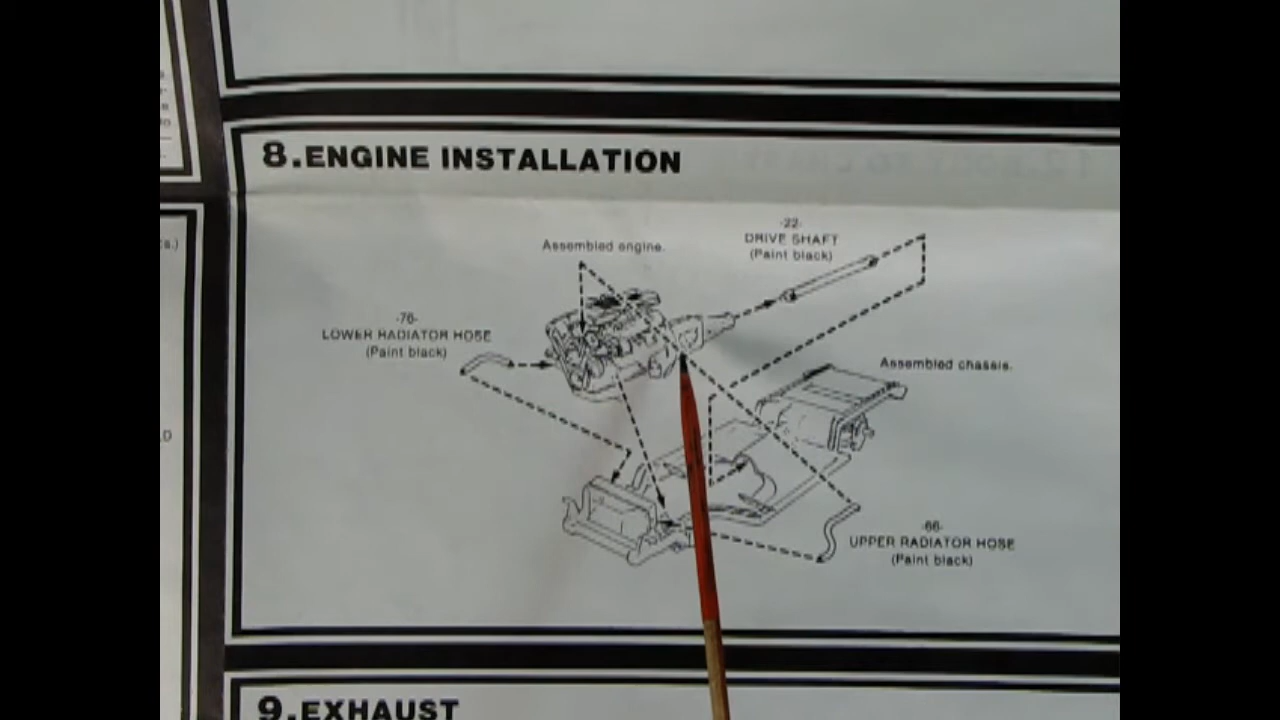 8.ENGINE INSTALLATION
-22-
DRIVE SHAFT
(Paint black)
Assembled engine.
-76-
LOWER RADIATOR HOSE
(Paint black)
Assembled chassis.
-66-
UPPER RADIATOR HOSE
(Paint black)
9.EXHAUST